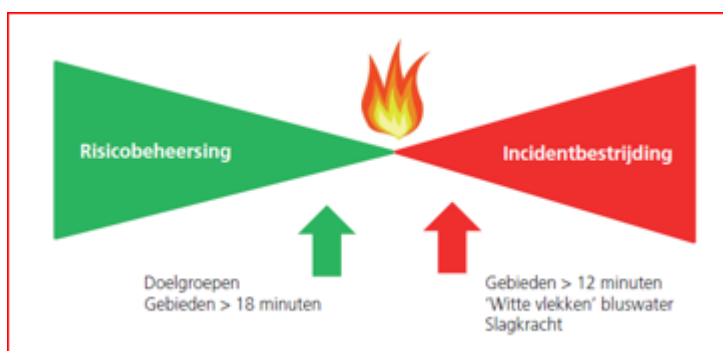 Risicobeheersing
Incidentbestrijding
Doelgroepen
Gebieden > 18 minuten
Gebieden > 12 minuten
'Witte vlekken' bluswater
Slagkracht